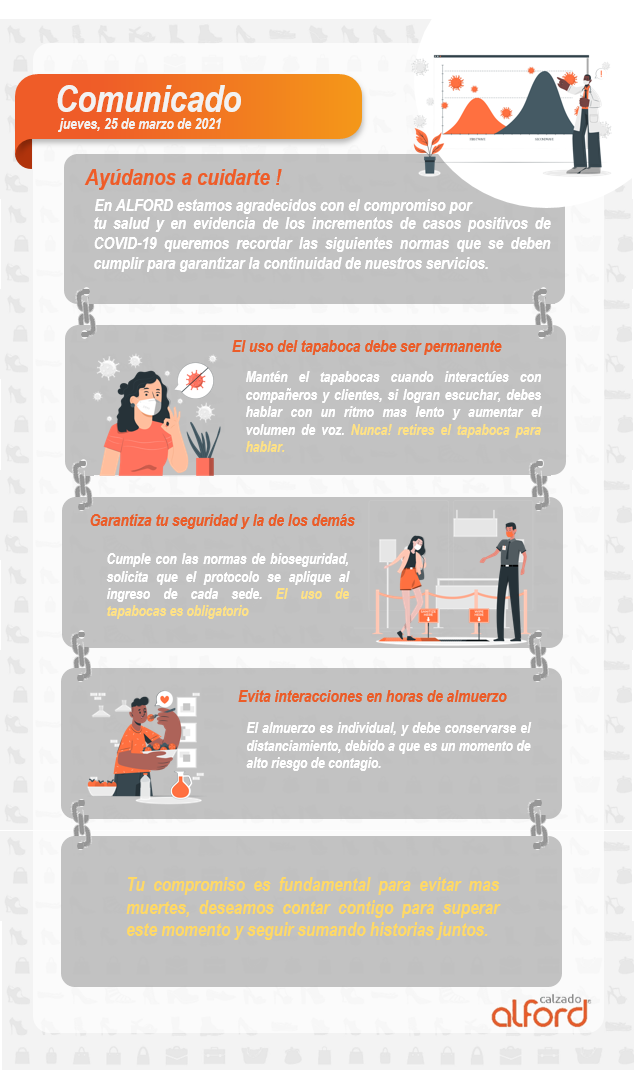 Comunicado
jueves, 25 de marzo de 2021
Ayúdanos a cuidarte !
En ALFORD estamos agradecidos con el compromiso por
tu salud y en evidencia de los incrementos de casos positivos de
COVID-19 queremos recordar las siguientes normas que se deben
cumplir para garantizar la continuidad de nuestros servicios.
El uso del tapaboca debe ser permanente
Mantén el tapabocas cuando interactúes con
compañeros y clientes, si logran escuchar, debes
hablar con un ritmo mas lento y aumentar el
volumen de voz. Nunca! retires el tapaboca para
hablar.
Garantiza tu seguridad y la de los demás
Cumple con las normas de bioseguridad,
solicita que el protocolo se aplique al
ingreso de cada sede. El uso de
tapabocas es obligatorio
Evita interacciones en horas de almuerzo
El almuerzo es individual, y debe conservarse el
distanciamiento, debido a que es un momento de
alto riesgo de contagio.
Tu compromiso es fundamental para evitar mas
muertes, deseamos contar contigo para superar
este momento y seguir sumando historias juntos.
calzado
alford